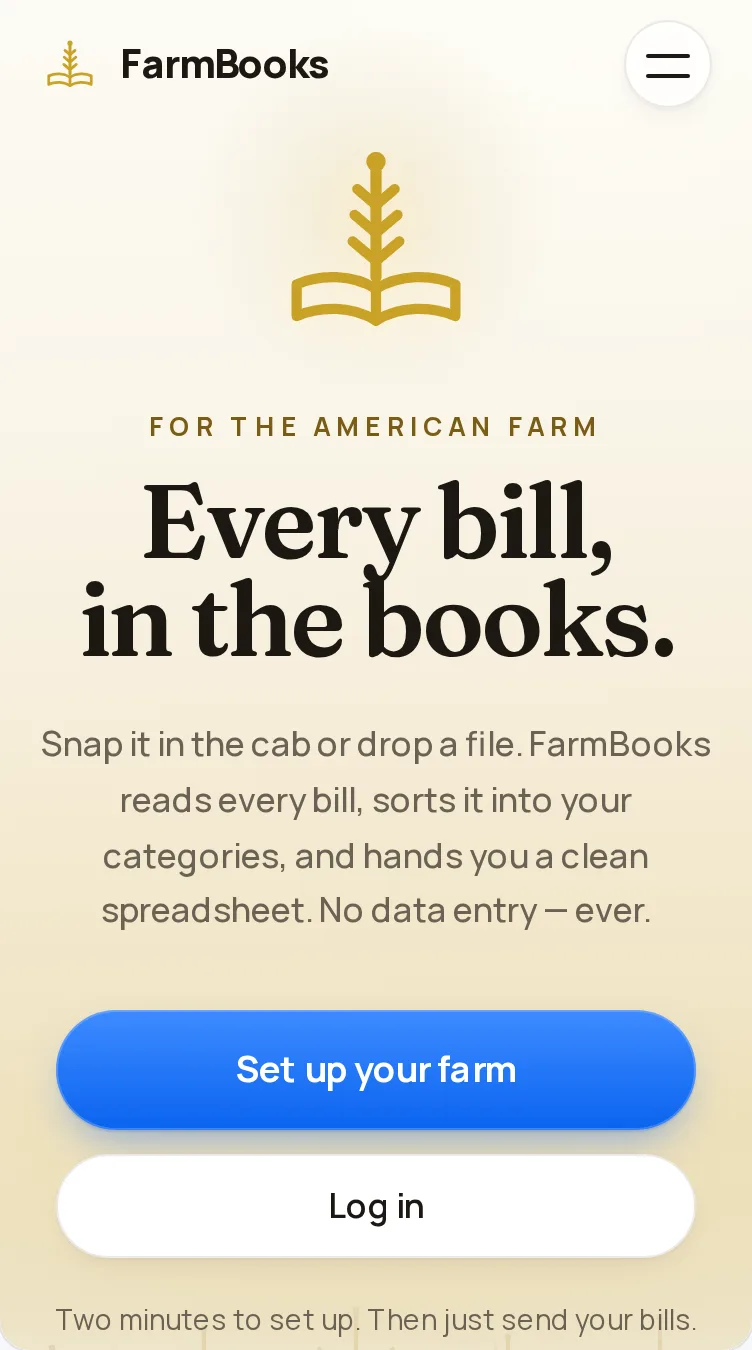 FarmBooks
FOR THE AMERICAN FARM
Every bill,
in the books.
Snap it in the cab or drop a file. FarmBooks
reads every bill, sorts it into your
categories, and hands you a clean
spreadsheet. No data entry — ever.
Set up your farm
Log in
Two minutes to set up. Then just send your bills.